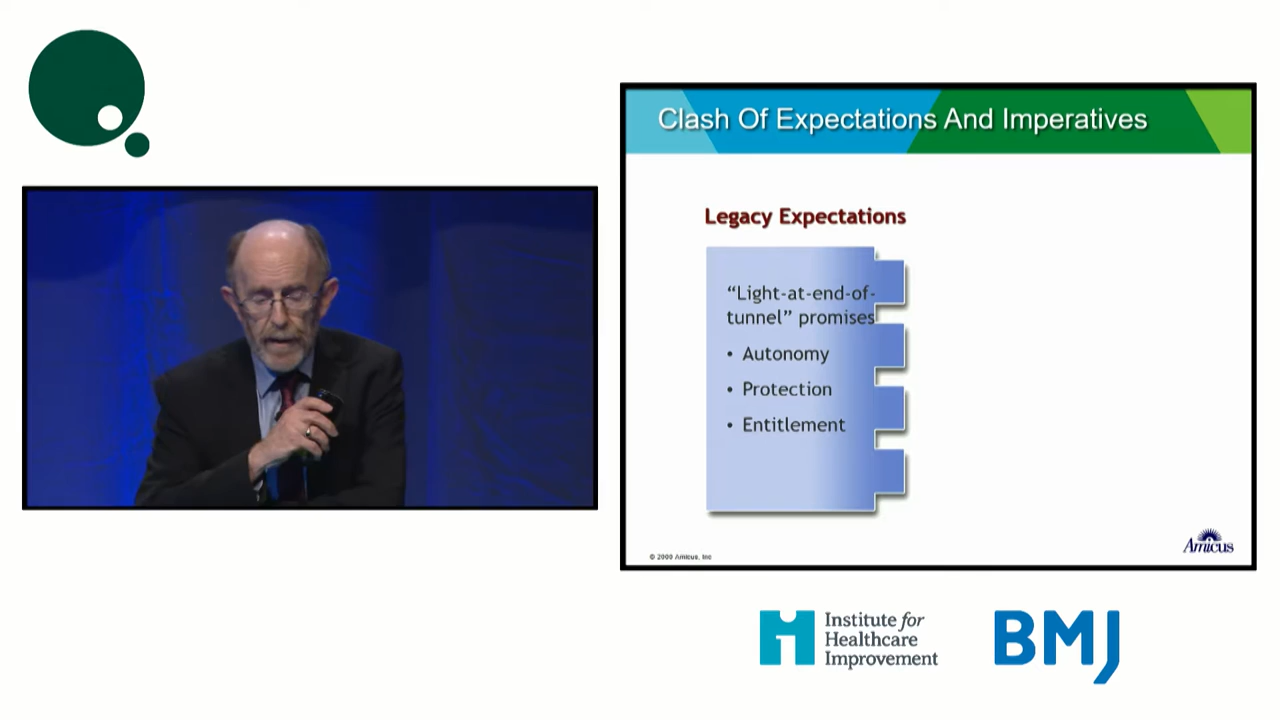 Clash Of Expectations And Imperatives
Legacy Expectations
“Light-at-end-of-
tunnel” promises
• Autonomy
• Protection
• Entitlement
© 2009 Amicus, Inc
Amicus
Institute for
Healthcare
Improvement
BMJ